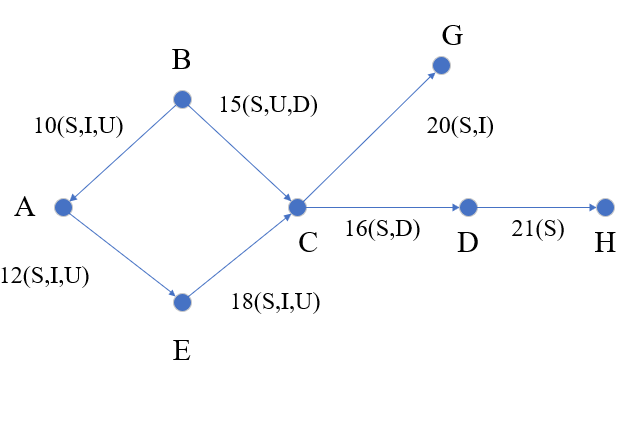 G
B
15(S,U,D)
10(S,I,U)
20(S,I)
A
C
16(S,D)
D
21(S)
H
12(S,I,U)
18(S,I,U)
E